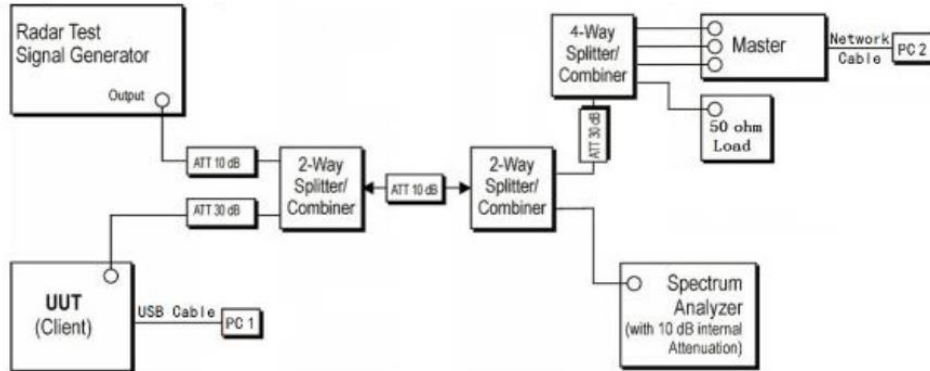 Radar Test
Signal Generator
Output
ATT 10 dB
2-Way
Splitter/
Combiner
ATT 30 dB
UUT
(Client)
USB Cable
PC 1
ATT 10 dB
2-Way
Splitter/
Combiner
4-Way
Splitter/
Combiner
ATT 30 dB
Master
Network
Cable
PC 2
50 ohm
Load
Spectrum
Analyzer
(with 10 dB internal
Attenuation)